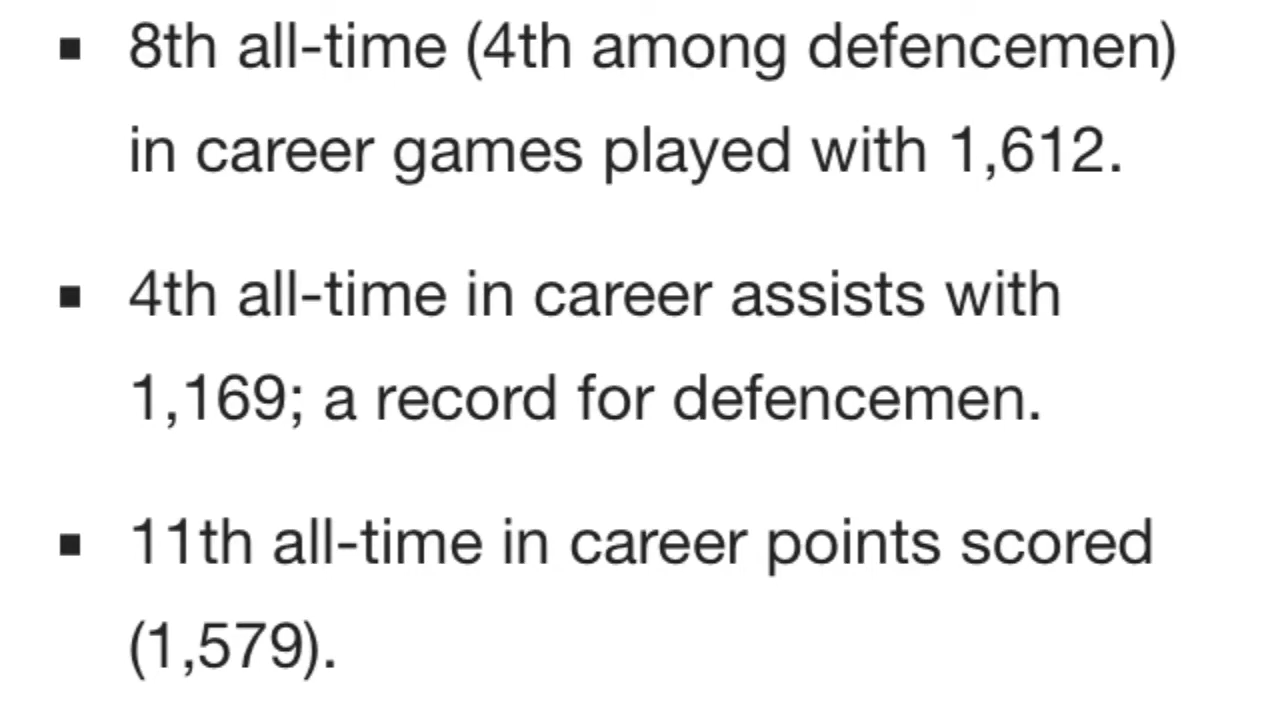 ▪ 8th all-time (4th among defencemen)
in career games played with 1,612.
▪ 4th all-time in career assists with
1,169; a record for defencemen.
▪ 11th all-time in career points scored
(1,579).